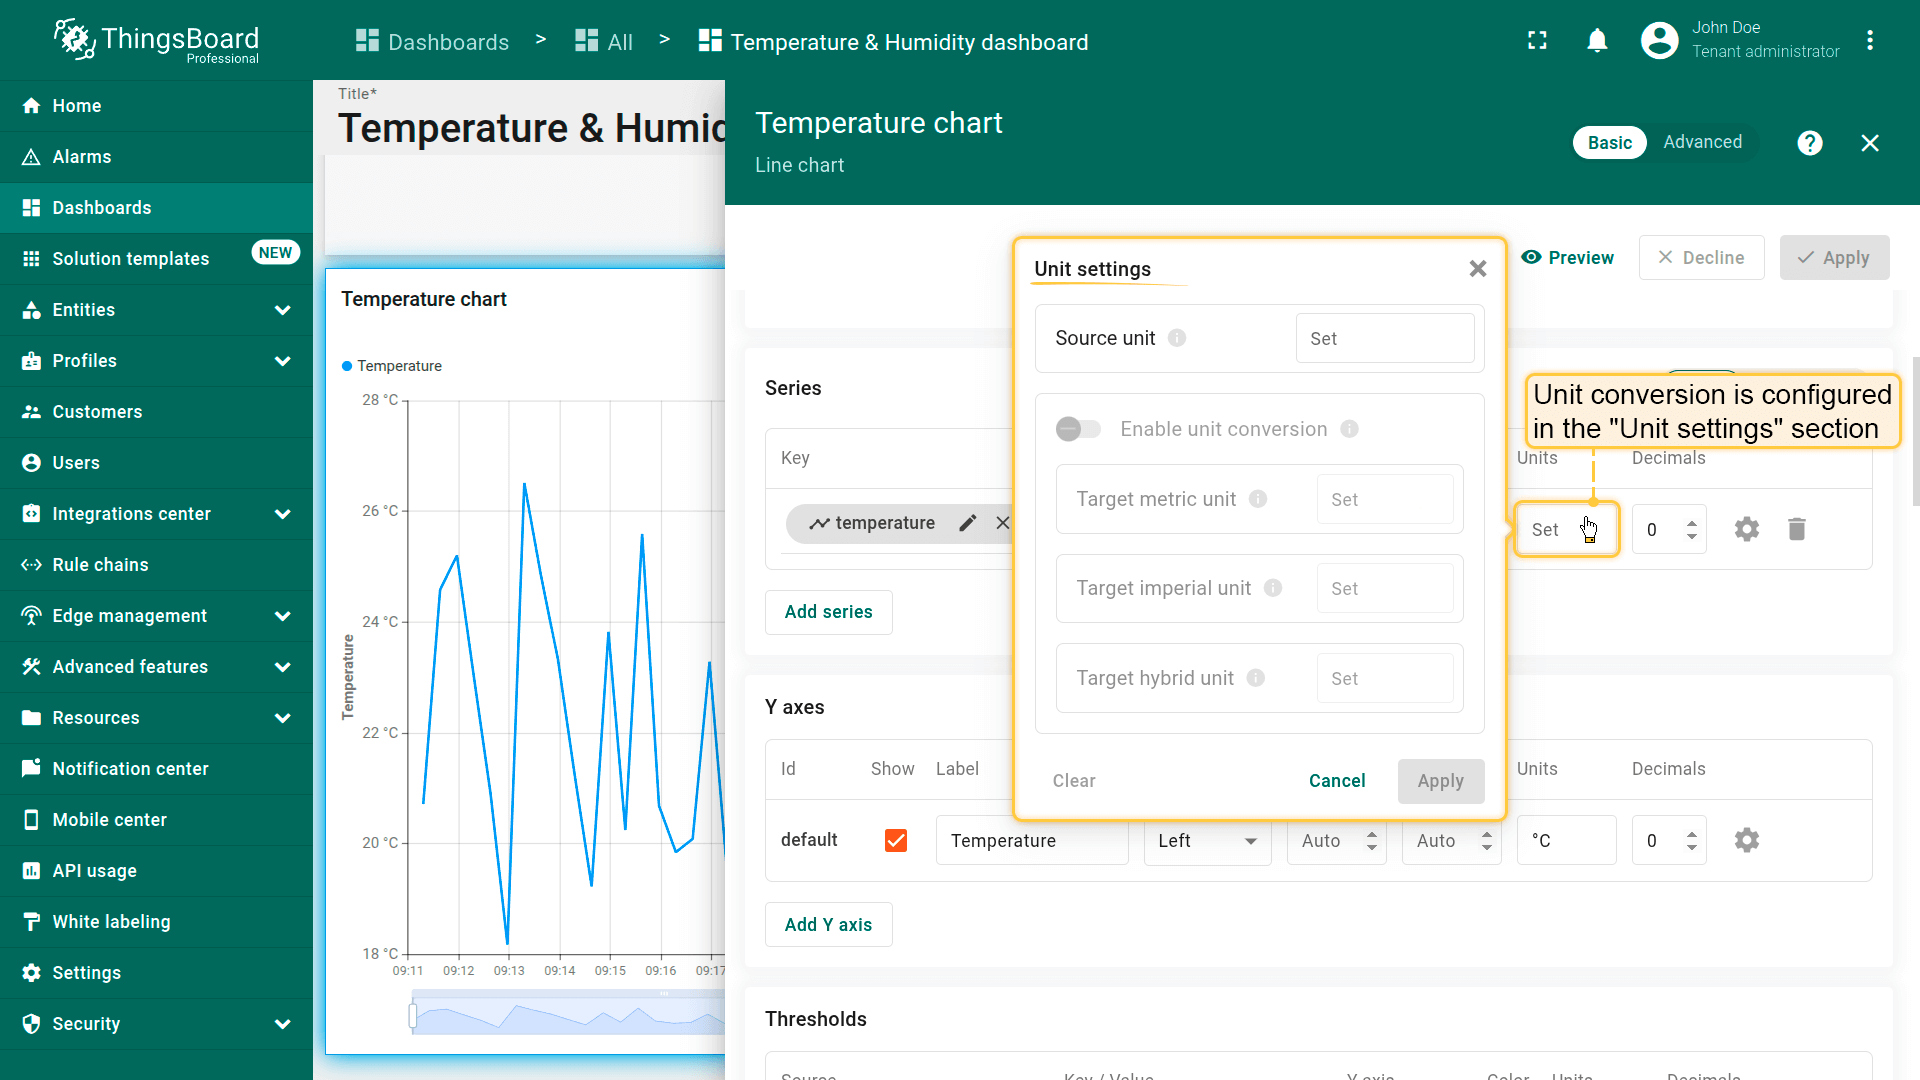 ThingsBoard
Professional
Dashboards > All > Temperature & Humidity dashboard
John Doe
Tenant administrator
Home
Alarms
Dashboards
Solution templates NEW
Entities
Profiles
Customers
Users
Integrations center
Rule chains
Edge management
Advanced features
Resources
Notification center
Mobile center
API usage
White labeling
Settings
Security
Title*
Temperature & Humid
Temperature chart
Temperature
28 °C
26 °C
24 °C
22 °C
20 °C
18 °C
Temperature
09:11 09:12 09:13 09:14 09:15 09:16 09:17
Temperature chart
Line chart
Basic Advanced
Preview Decline Apply
Series
Key Units Decimals
temperature Set 0
Add series
Unit conversion is configured
in the "Unit settings" section
Unit settings
Source unit Set
Enable unit conversion
Target metric unit Set
Target imperial unit Set
Target hybrid unit Set
Clear Cancel Apply
Y axes
Id Show Label Units Decimals
default Temperature Left Auto Auto °C 0
Add Y axis
Thresholds
Source Key / Value Y axis Color Units Decimals